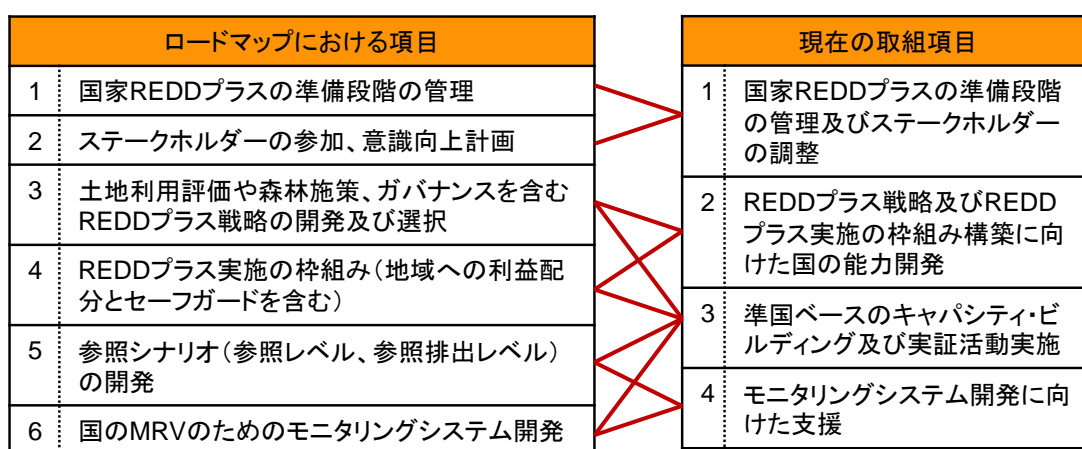 ロードマップにおける項目
1 国家REDDプラスの準備段階の管理
2 ステークホルダーの参加、意識向上計画
3 土地利用評価や森林施策、ガバナンスを含む
REDDプラス戦略の開発及び選択
4 REDDプラス実施の枠組み(地域への利益配
分とセーフガードを含む)
5 参照シナリオ(参照レベル、参照排出レベル)
の開発
6 国のMRVのためのモニタリングシステム開発
現在の取組項目
1 国家REDDプラスの準備段階
の管理及びステークホルダー
の調整
2 REDDプラス戦略及びREDD
プラス実施の枠組み構築に向
けた国の能力開発
3 準国ベースのキャパシティ・ビ
ルディング及び実証活動実施
4 モニタリングシステム開発に向
けた支援